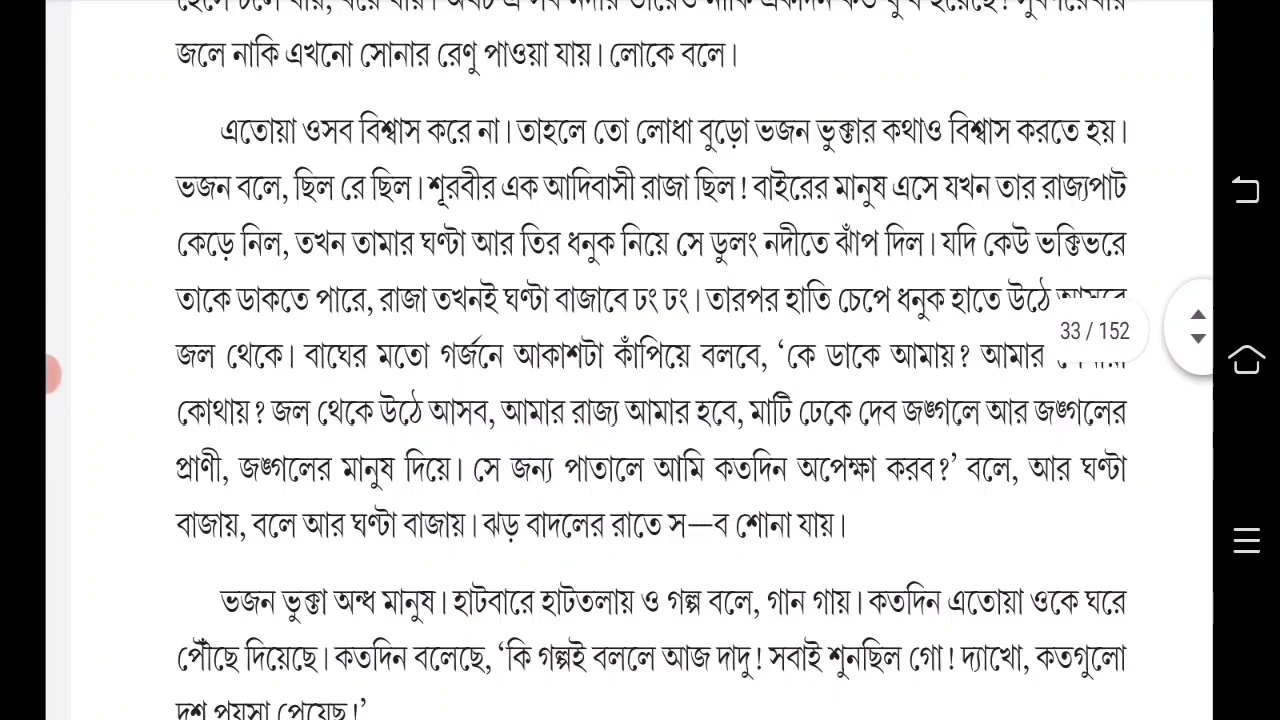 জলে নাকি এখনো সোনার রেণু পাওয়া যায়। লোকে বলে।
এতোয়া ওসব বিশ্বাস করে না। তাহলে তো লোধা বুড়ো ভজন ভুক্তার কথাও বিশ্বাস করতে হয়।
ভজন বলে, ছিল রে ছিল। শূরবীর এক আদিবাসী রাজা ছিল! বাইরের মানুষ এসে যখন তার রাজ্যপাট
কেড়ে নিল, তখন তামার ঘণ্টা আর তির ধনুক নিয়ে সে ডুলং নদীতে ঝাঁপ দিল। যদি কেউ ভক্তিভরে
তাকে ডাকতে পারে, রাজা তখনই ঘণ্টা বাজাবে ঢং ঢং। তারপর হাতি চেপে ধনুক হাতে উঠে
33 / 152
জল থেকে। বাঘের মতো গর্জনে আকাশটা কাঁপিয়ে বলবে, ‘কে ডাকে আমায়? আমার
কোথায়? জল থেকে উঠে আসব, আমার রাজ্য আমার হবে, মাটি ঢেকে দেব জঙ্গলে আর জঙ্গলের
প্রাণী, জঙ্গলের মানুষ দিয়ে। সে জন্য পাতালে আমি কতদিন অপেক্ষা করব?’ বলে, আর ঘণ্টা
বাজায়, বলে আর ঘণ্টা বাজায়। ঝড় বাদলের রাতে স—ব শোনা যায়।
ভজন ভুক্তা অন্ধ মানুষ। হাটবারে হাটতলায় ও গল্প বলে, গান গায়। কতদিন এতোয়া ওকে ঘরে
পৌঁছে দিয়েছে। কতদিন বলেছে, ‘কি গল্পই বললে আজ দাদু! সবাই শুনছিল গো! দ্যাখো, কতগুলো
দশ পয়সা পেয়েছ!’